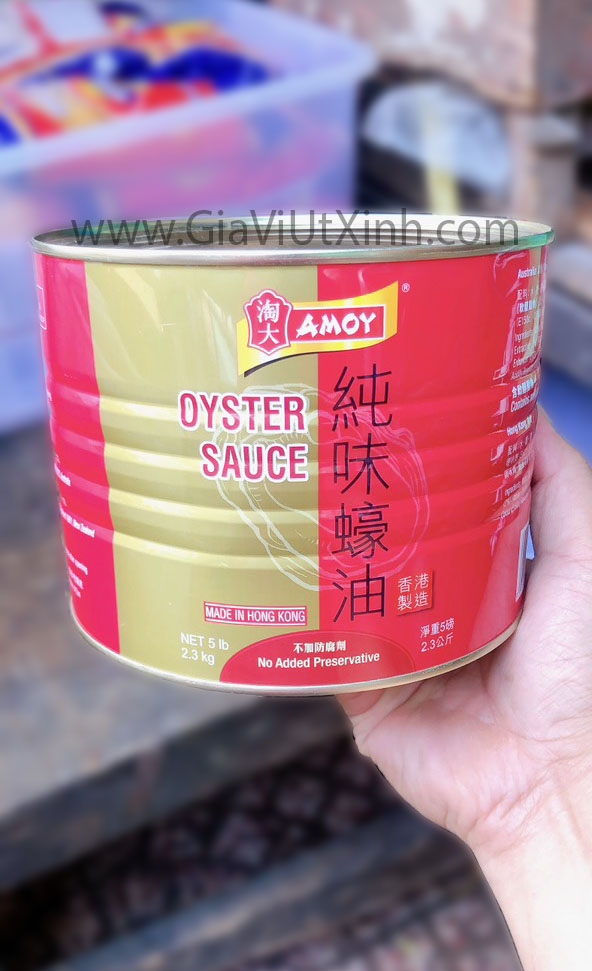 www.GiaViUtXinh.com
淘大
AMOY
®
OYSTER
SAUCE
純味蠔油
MADE IN HONG KONG
香港
製造
NET 5 lb
2.3 kg
淨重5磅
2.3公斤
不加防腐劑
No Added Preservative